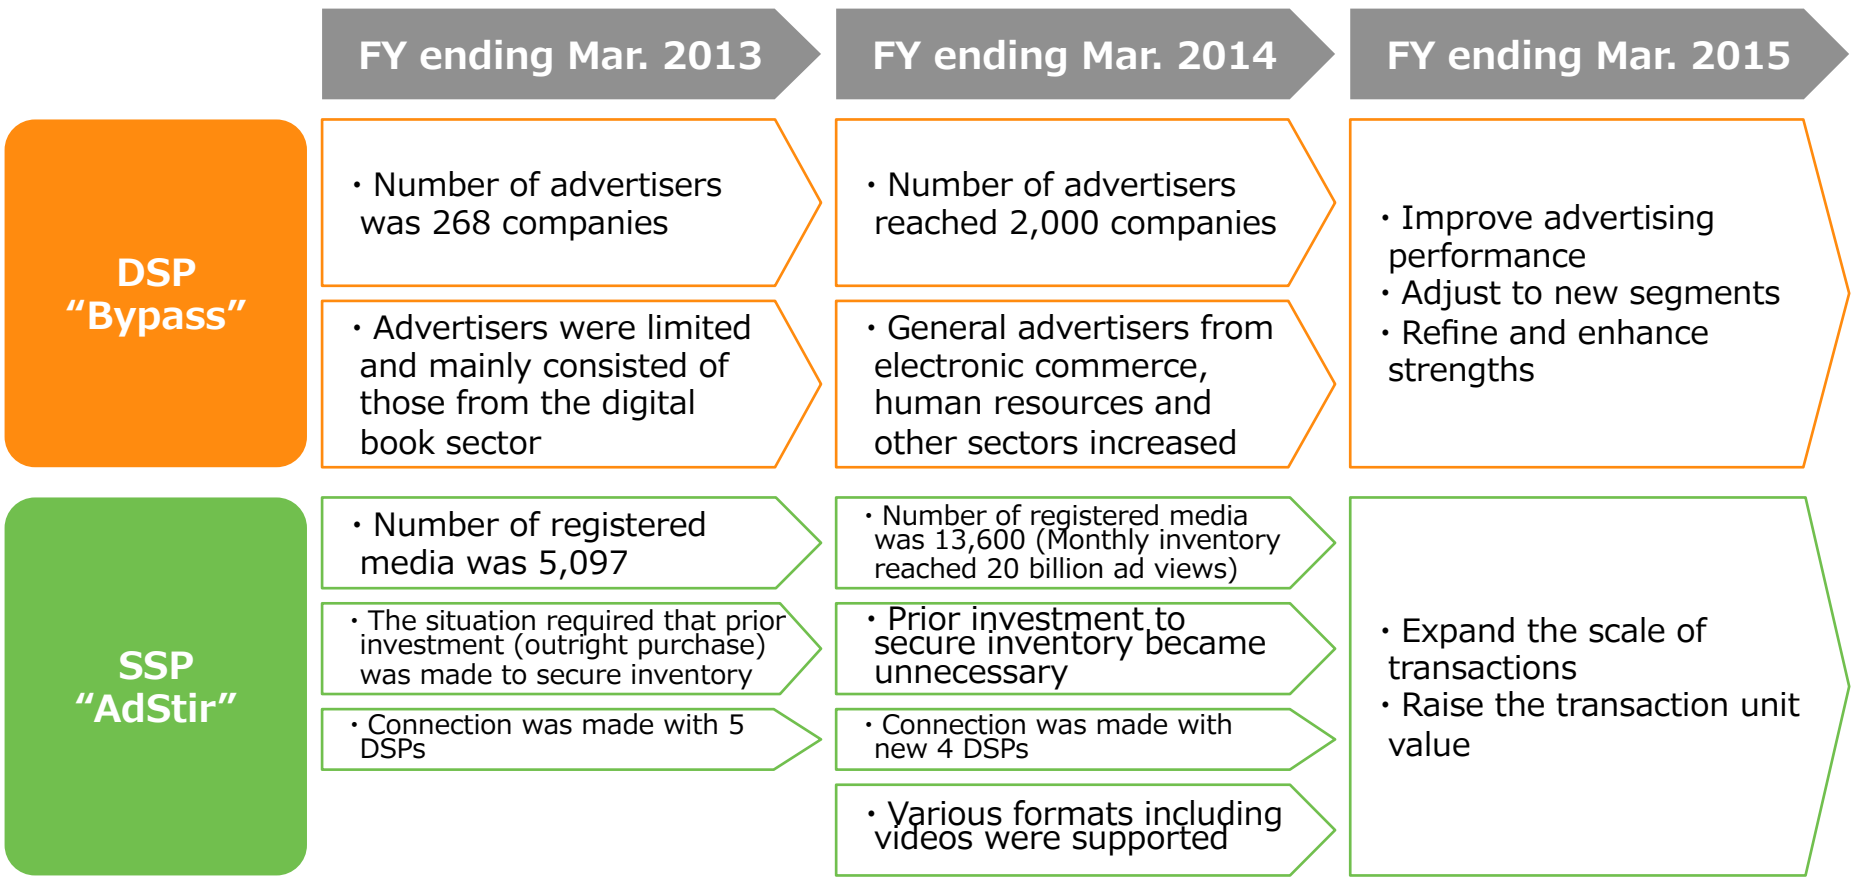 FY ending Mar. 2013
FY ending Mar. 2014
FY ending Mar. 2015
DSP
“Bypass”
・Number of advertisers
was 268 companies
・Number of advertisers
reached 2,000 companies
・Improve advertising
performance
・Adjust to new segments
・Refine and enhance
strengths
・Advertisers were limited
and mainly consisted of
those from the digital
book sector
・General advertisers from
electronic commerce,
human resources and
other sectors increased
SSP
“AdStir”
・Number of registered
media was 5,097
・Number of registered media
was 13,600 (Monthly inventory
reached 20 billion ad views)
・Expand the scale of
transactions
・Raise the transaction unit
value
・The situation required that prior
investment (outright purchase)
was made to secure inventory
・Prior investment to
secure inventory became
unnecessary
・Connection was made with 5
DSPs
・Connection was made with
new 4 DSPs
・Various formats including
videos were supported